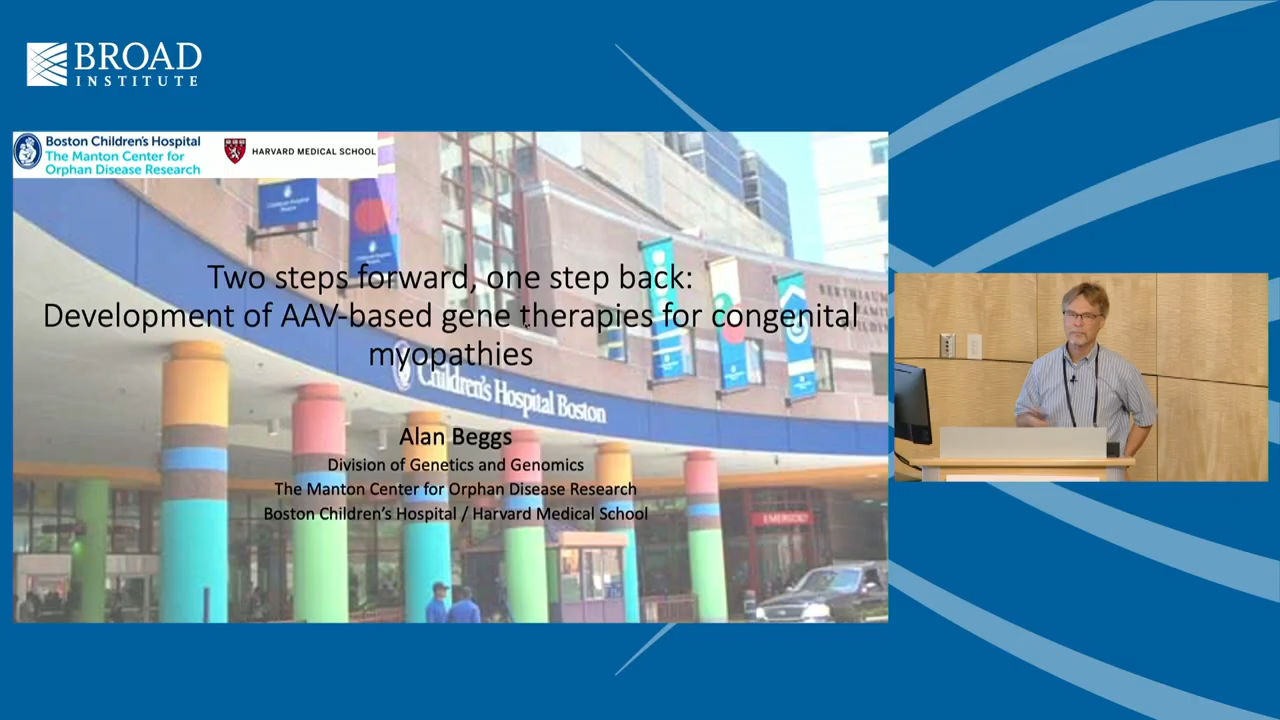 BROAD
INSTITUTE
Boston Children's Hospital
The Manton Center for
Orphan Disease Research
HARVARD MEDICAL SCHOOL
Two steps forward, one step back:
Development of AAV-based gene therapies for congenital
myopathies
Children's Hospital Boston
Alan Beggs
Division of Genetics and Genomics
The Manton Center for Orphan Disease Research
Boston Children's Hospital / Harvard Medical School
EMERGENCY